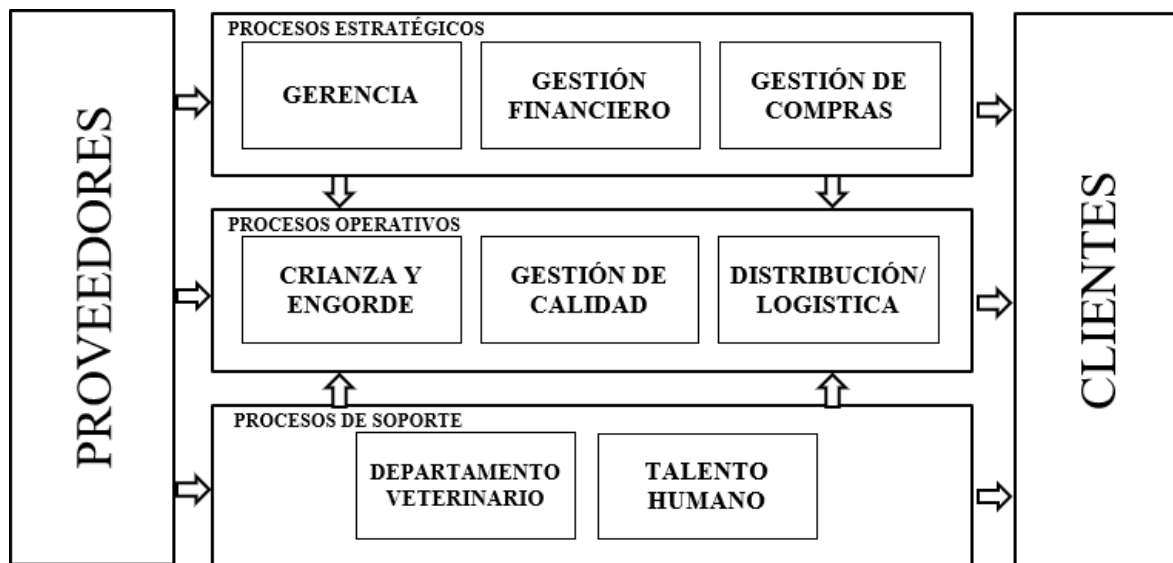 PROVEEDORES
PROCESOS ESTRATÉGICOS
GERENCIA
GESTIÓN
FINANCIERO
GESTIÓN DE
COMPRAS
PROCESOS OPERATIVOS
CRIANZA Y
ENGORDE
GESTIÓN DE
CALIDAD
DISTRIBUCIÓN/
LOGISTICA
PROCESOS DE SOPORTE
DEPARTAMENTO
VETERINARIO
TALENTO
HUMANO
CLIENTES